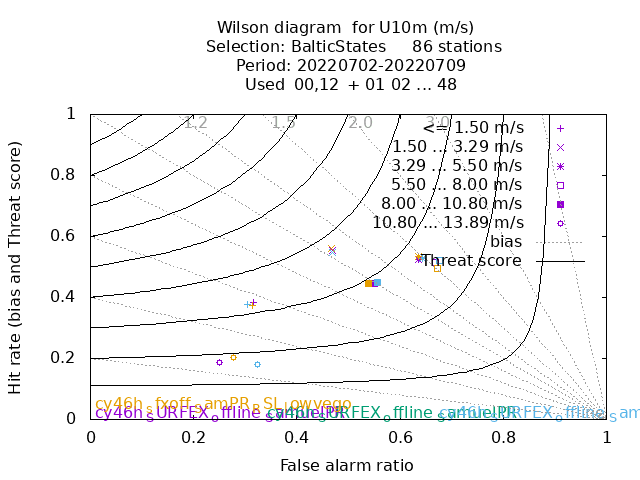 Wilson diagram for U10m (m/s)
Selection: BalticStates 86 stations
Period: 20220702-20220709
Used 00,12 + 01 02 ... 48
Hit rate (bias and Threat score)
1
0.8
0.6
0.4
0.2
0
1.2
1.5
2.0
3.0
<= 1.50 m/s
1.50 ... 3.29 m/s
3.29 ... 5.50 m/s
5.50 ... 8.00 m/s
8.00 ... 10.80 m/s
10.80 ... 13.89 m/s
bias
Threat score
cy46h_sfxoff_samPR_RSL_lowvego
cy46h_sURFEX_offline
0
0.2
0.4
0.6
0.8
1
False alarm ratio